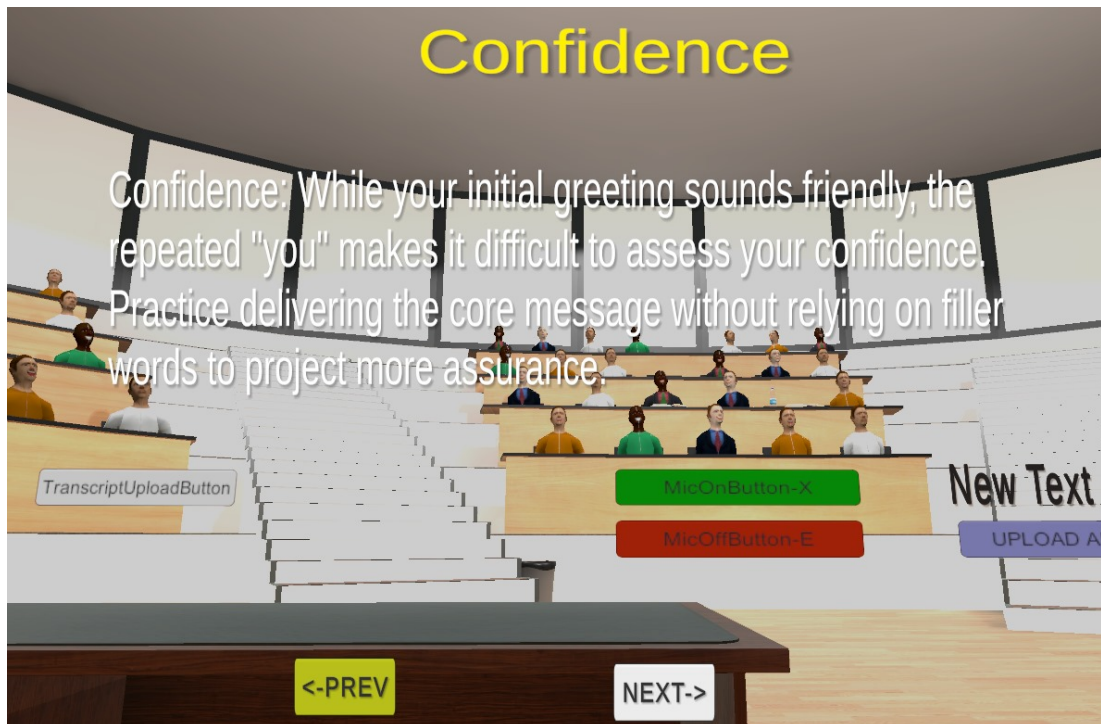 Confidence
Confidence: While your initial greeting sounds friendly, the
repeated "you" makes it difficult to assess your confidence.
Practice delivering the core message without relying on filler
words to project more assurance.
TranscriptUploadButton
MicOnButton-X
New Text
MicOffButton-E
UPLOAD A
<-PREV
NEXT->